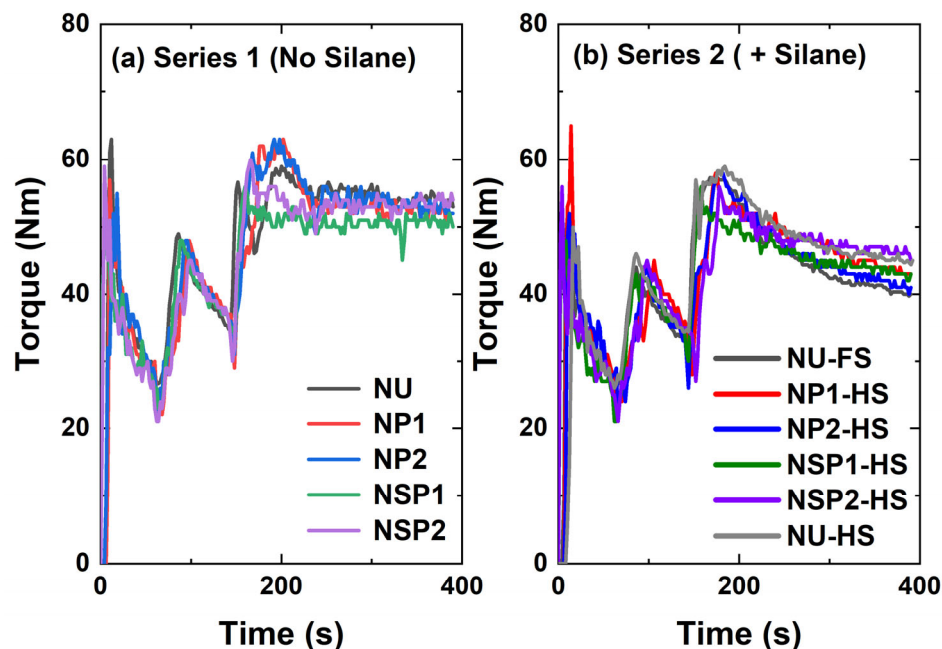 80
60
40
20
0
Torque (Nm)
(a) Series 1 (No Silane)
NU
NP1
NP2
NSP1
NSP2
0
200
400
Time (s)
80
60
40
20
0
Torque (Nm)
(b) Series 2 ( + Silane)
NU-FS
NP1-HS
NP2-HS
NSP1-HS
NSP2-HS
NU-HS
0
200
400
Time (s)